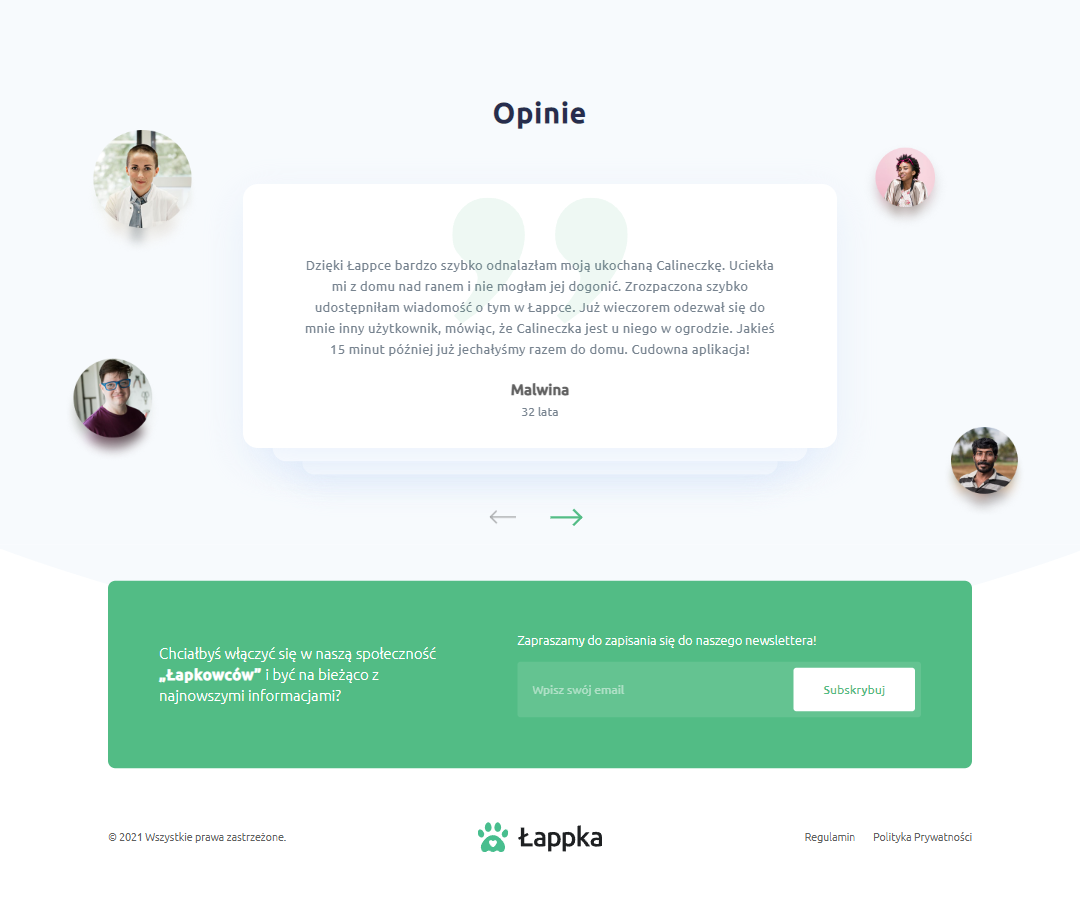 Opinie
Dzięki Łappce bardzo szybko odnalazłam moją ukochaną Calineczkę. Uciekła
mi z domu nad ranem i nie mogłam jej dogonić. Zrozpaczona szybko
udostępniłam wiadomość o tym w Łappce. Już wieczorem odezwał się do
mnie inny użytkownik, mówiąc, że Calineczka jest u niego w ogrodzie. Jakieś
15 minut później już jechałyśmy razem do domu. Cudowna aplikacja!
Malwina
32 lata
Chciałbyś włączyć się w naszą społeczność
„Łapkowców” i być na bieżąco z
najnowszymi informacjami?
Zapraszamy do zapisania się do naszego newslettera!
Wpisz swój email
Subskrybuj
© 2021 Wszystkie prawa zastrzeżone.
Łappka
Regulamin
Polityka Prywatności